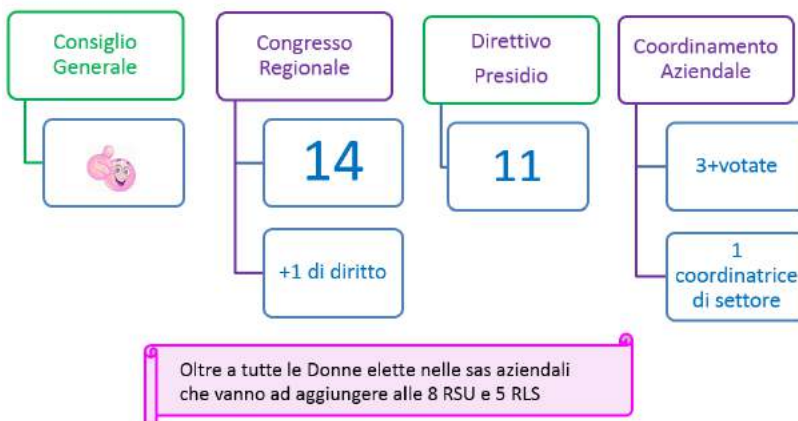 Consiglio
Generale
Congresso
Regionale
14
+1 di diritto
Direttivo
Presidio
11
Coordinamento
Aziendale
3+votate
1
coordinatrice
di settore
Oltre a tutte le Donne elette nelle sas aziendali
che vanno ad aggiungere alle 8 RSU e 5 RLS